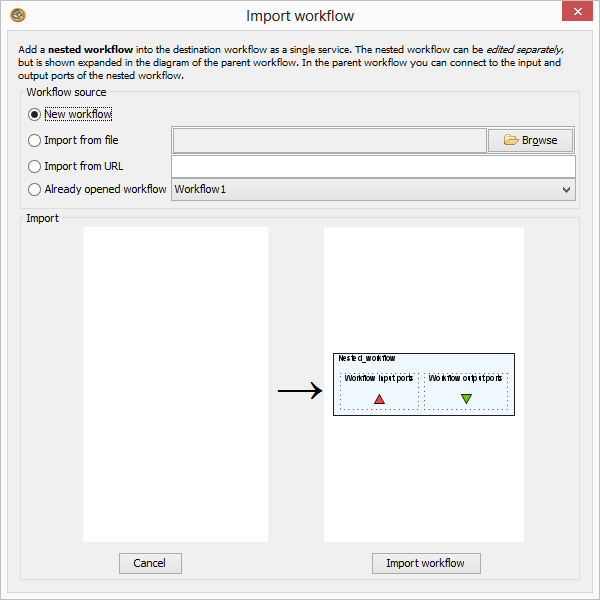 Import workflow
Add a nested workflow into the destination workflow as a single service. The nested workflow can be edited separately,
but is shown expanded in the diagram of the parent workflow. In the parent workflow you can connect to the input and
output ports of the nested workflow.
Workflow source
New workflow
Import from file
Browse
Import from URL
Already opened workflow Workflow1
Import
Nested_workflow
Workflow input ports Workflow output ports
Cancel Import workflow